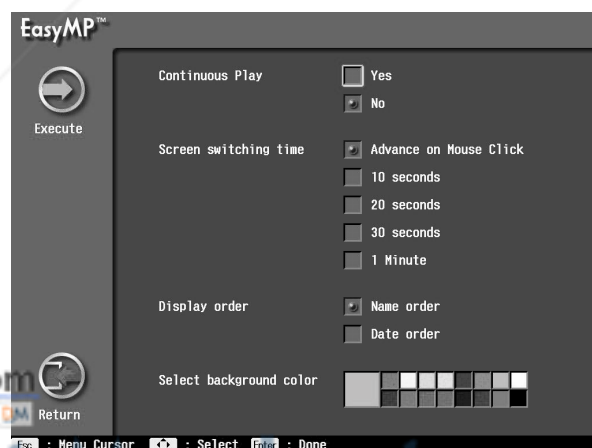 EasyMP™
Continuous Play
Yes
No
Execute
Screen switching time
Advance on Mouse Click
10 seconds
20 seconds
30 seconds
1 Minute
Display order
Name order
Date order
Select background color
Return
Esc : Menu Cursor : Select Enter : Done